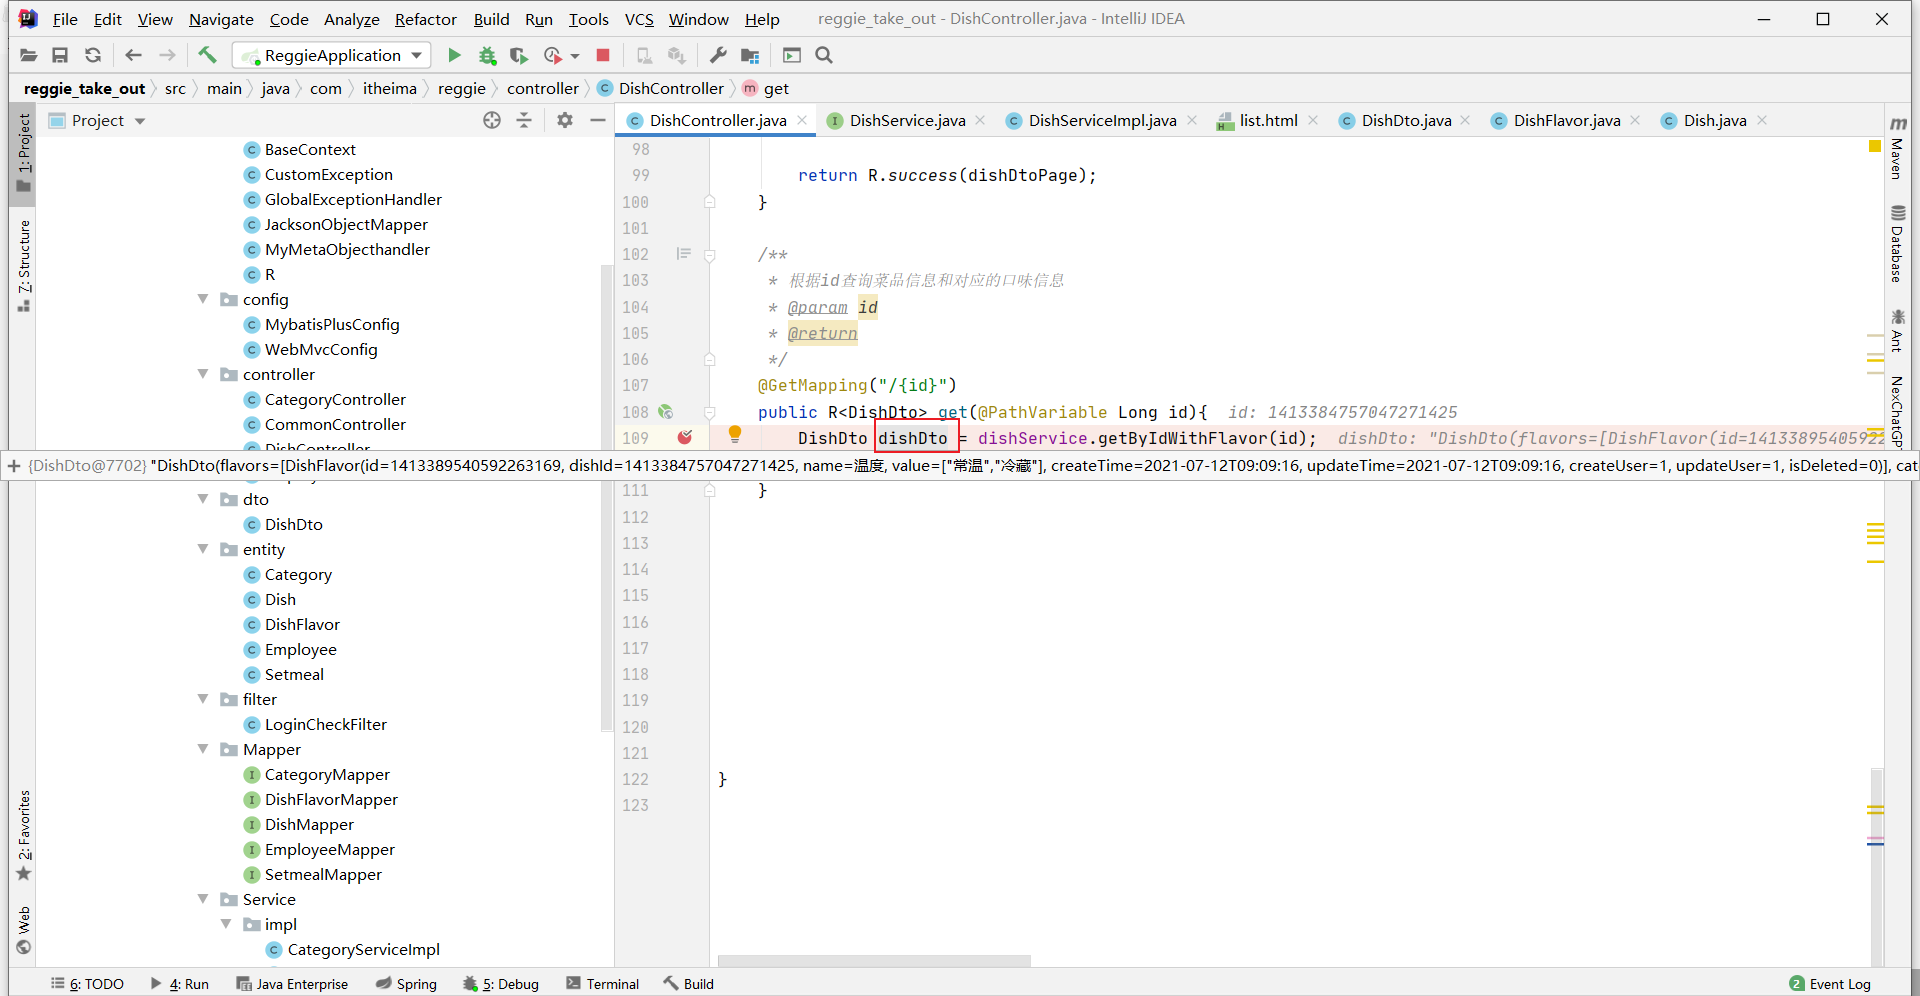 File Edit View Navigate Code Analyze Refactor Build Run Tools VCS Window Help reggie_take_out - DishController.java - IntelliJ IDEA
ReggieApplication
reggie_take_out src main java com itheima reggie controller DishController get
Project
DishController.java DishService.java DishServiceImpl.java list.html DishDto.java DishFlavor.java Dish.java
1: Project
7: Structure
2: Favorites
Web
BaseContext
CustomException
GlobalExceptionHandler
JacksonObjectMapper
MyMetaObjecthandler
R
config
MybatisPlusConfig
WebMvcConfig
controller
CategoryController
CommonController
DishController
dto
DishDto
entity
Category
Dish
DishFlavor
Employee
Setmeal
filter
LoginCheckFilter
Mapper
CategoryMapper
DishFlavorMapper
DishMapper
EmployeeMapper
SetmealMapper
Service
impl
CategoryServiceImpl
98
99 return R.success(dishDtoPage);
100 }
101
102 /**
103 * 根据id查询菜品信息和对应的口味信息
104 * @param id
105 * @return
106 */
107 @GetMapping("/{id}")
108 public R<DishDto> get(@PathVariable Long id){ id: 1413384757047271425
109 DishDto dishDto = dishService.getByIdWithFlavor(id); dishDto: "DishDto(flavors=[DishFlavor(id=14133895405922
{DishDto@7702} "DishDto(flavors=[DishFlavor(id=1413389540592263169, dishId=1413384757047271425, name=温度, value=["常温","冷藏"], createTime=2021-07-12T09:09:16, updateTime=2021-07-12T09:09:16, createUser=1, updateUser=1, isDeleted=0)], cat
111 }
112
113
114
115
116
117
118
119
120
121
122 }
123
Maven
Database
Ant
NexChatGP
6: TODO 4: Run Java Enterprise Spring 5: Debug Terminal Build 2 Event Log